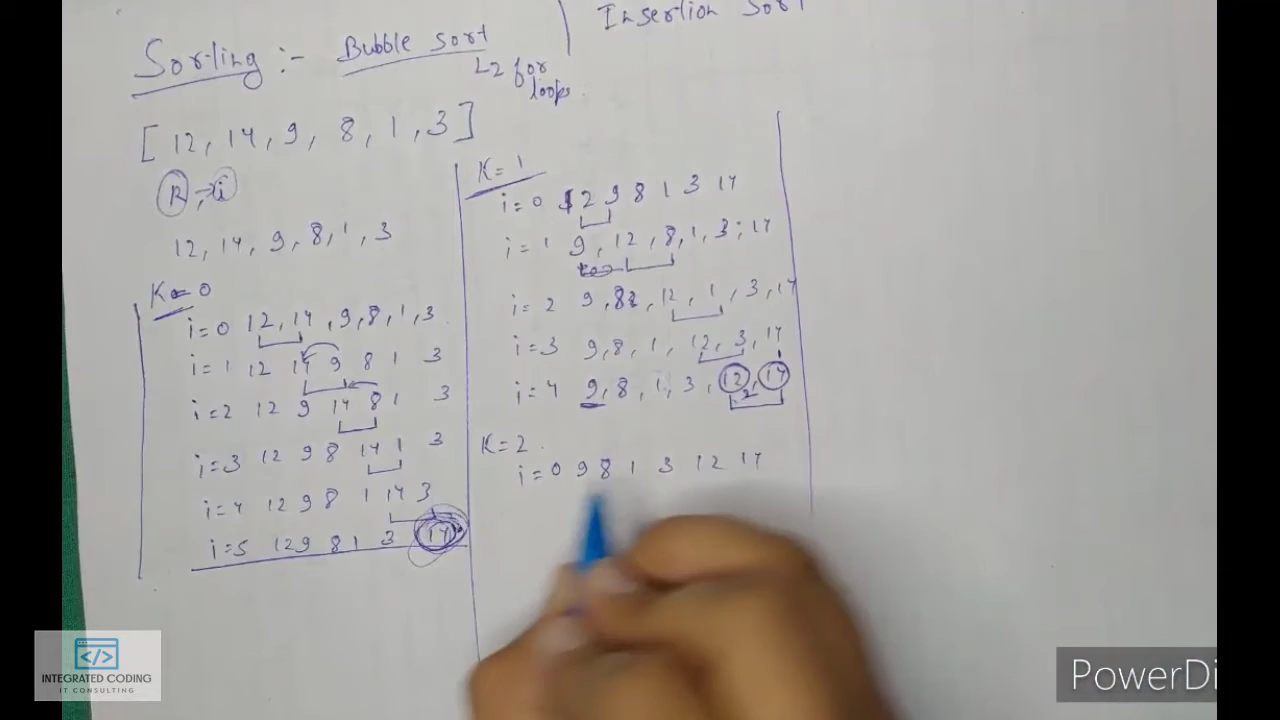 Sorting :- Bubble Sort | Insertion Sort
L2 for loops
[ 12, 14, 9, 8, 1, 3 ]
K, i
12, 14, 9, 8, 1, 3
K = 0
i = 0 12, 14, 9, 8, 1, 3
i = 1 12 14 9 8 1 3
i = 2 12 9 14 8 1 3
i = 3 12 9 8 14 1 3
i = 4 12 9 8 1 14 3
i = 5 12 9 8 1 3 14
K = 1
i = 0 12 9 8 1 3 14
i = 1 9, 12, 8, 1, 3, 14
i = 2 9, 8, 12, 1, 3, 14
i = 3 9, 8, 1, 12, 3, 14
i = 4 9, 8, 1, 3, 12, 14
2
K = 2
i = 0 9 8 1 3 12 14
</> 
INTEGRATED CODING
IT CONSULTING
PowerDi